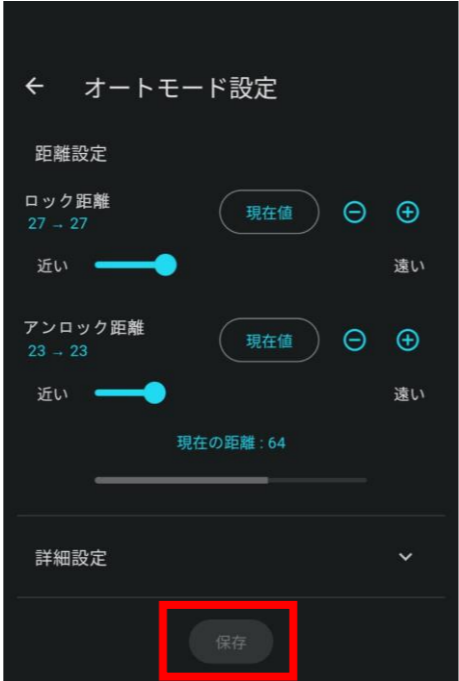 オートモード設定
距離設定
ロック距離
27 → 27
現在値
近い
遠い
アンロック距離
23 → 23
現在値
近い
遠い
現在の距離 : 64
詳細設定
保存